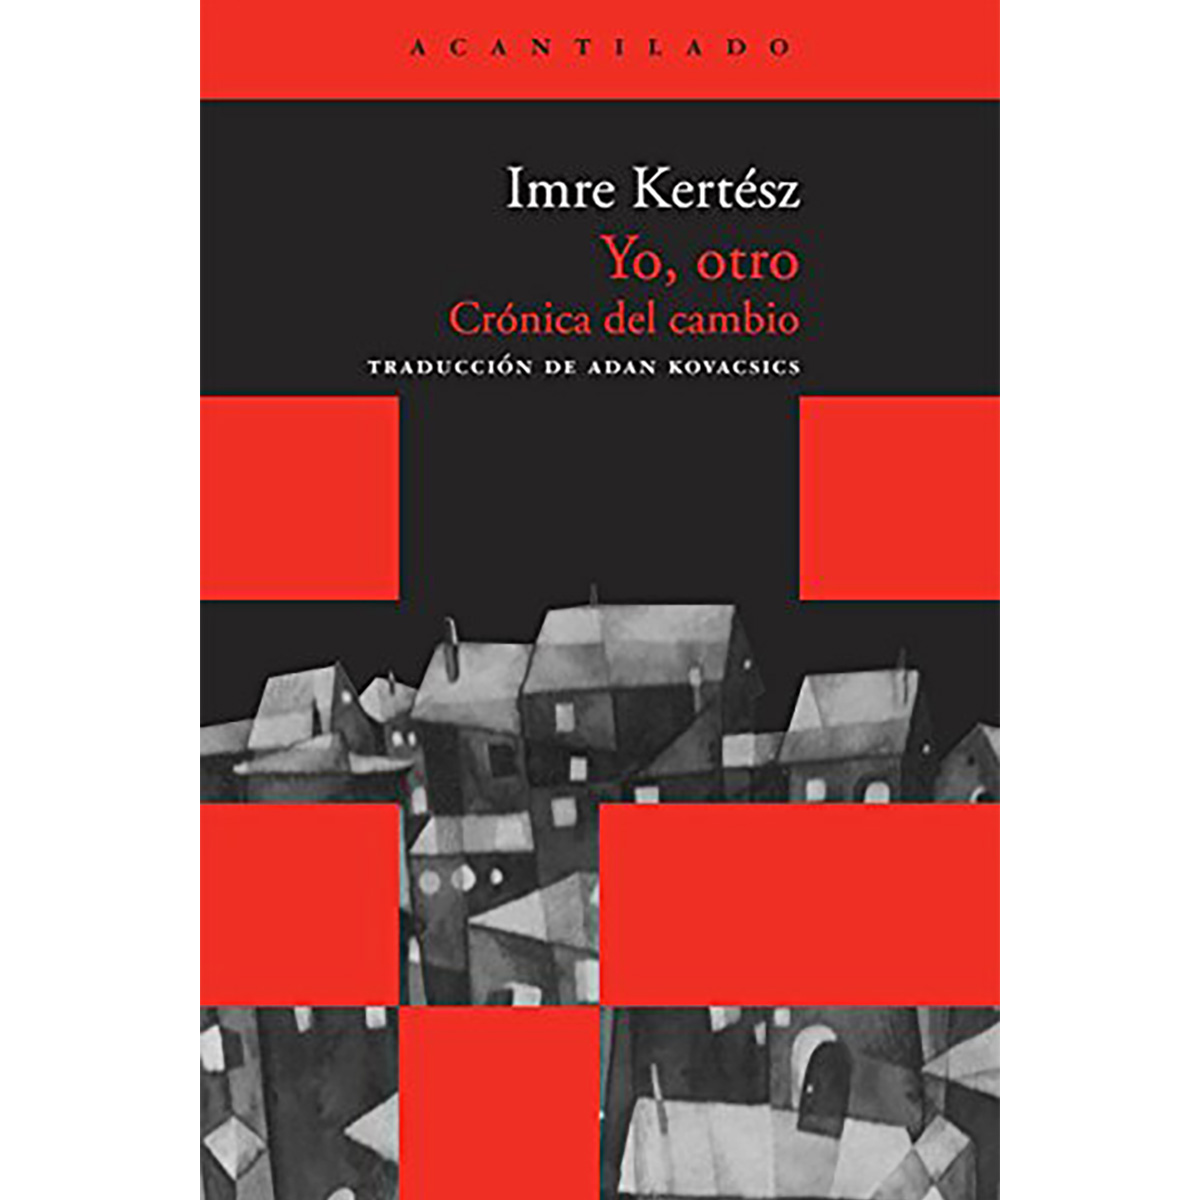 ACANTILADO
Imre Kertész
Yo, otro
Crónica del cambio
TRADUCCIÓN DE ADAN KOVACSICS